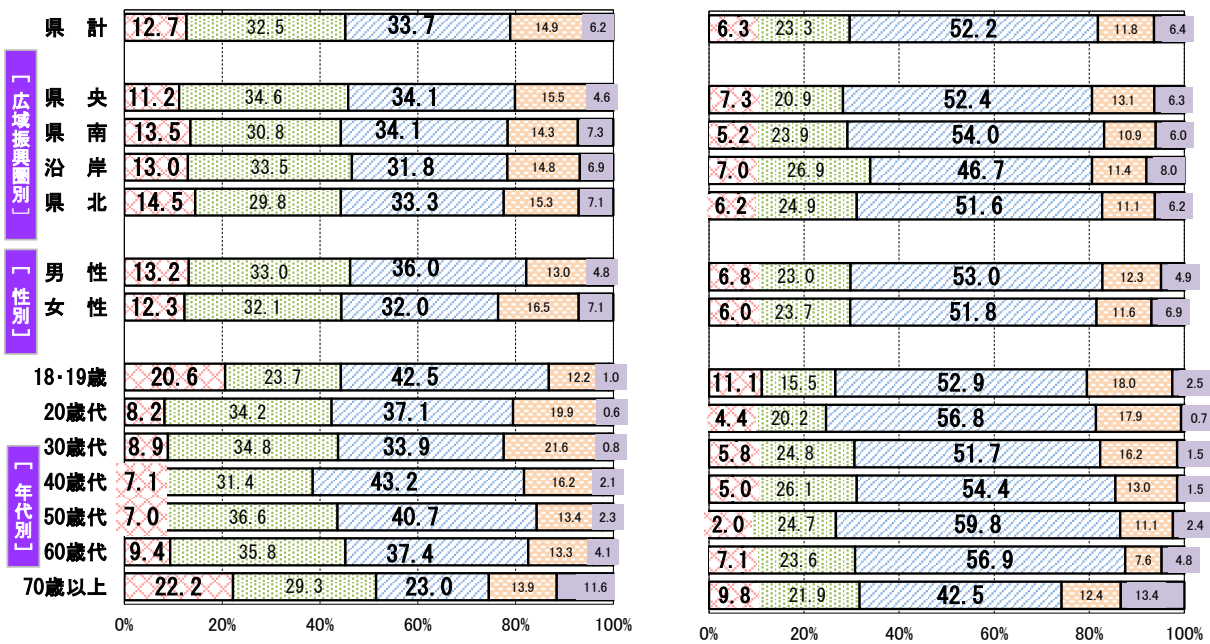 県 計 12.7 32.5 33.7 14.9 6.2 6.3 23.3 52.2 11.8 6.4
[広域振興圏別]
県 央 11.2 34.6 34.1 15.5 4.6 7.3 20.9 52.4 13.1 6.3
県 南 13.5 30.8 34.1 14.3 7.3 5.2 23.9 54.0 10.9 6.0
沿 岸 13.0 33.5 31.8 14.8 6.9 7.0 26.9 46.7 11.4 8.0
県 北 14.5 29.8 33.3 15.3 7.1 6.2 24.9 51.6 11.1 6.2
[性別]
男 性 13.2 33.0 36.0 13.0 4.8 6.8 23.0 53.0 12.3 4.9
女 性 12.3 32.1 32.0 16.5 7.1 6.0 23.7 51.8 11.6 6.9
18･19歳 20.6 23.7 42.5 12.2 1.0 11.1 15.5 52.9 18.0 2.5
20歳代 8.2 34.2 37.1 19.9 0.6 4.4 20.2 56.8 17.9 0.7
30歳代 8.9 34.8 33.9 21.6 0.8 5.8 24.8 51.7 16.2 1.5
[年代別]
40歳代 7.1 31.4 43.2 16.2 2.1 5.0 26.1 54.4 13.0 1.5
50歳代 7.0 36.6 40.7 13.4 2.3 2.0 24.7 59.8 11.1 2.4
60歳代 9.4 35.8 37.4 13.3 4.1 7.1 23.6 56.9 7.6 4.8
70歳以上 22.2 29.3 23.0 13.9 11.6 9.8 21.9 42.5 12.4 13.4
0% 20% 40% 60% 80% 100% 0% 20% 40% 60% 80% 100%